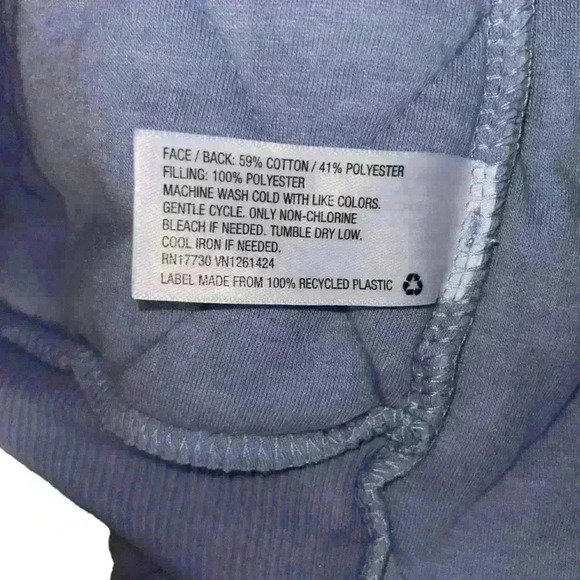 FACE / BACK: 59% COTTON / 41% POLYESTER
FILLING: 100% POLYESTER
MACHINE WASH COLD WITH LIKE COLORS.
GENTLE CYCLE. ONLY NON-CHLORINE
BLEACH IF NEEDED. TUMBLE DRY LOW.
COOL IRON IF NEEDED.
RN17730 VN1261424
LABEL MADE FROM 100% RECYCLED PLASTIC